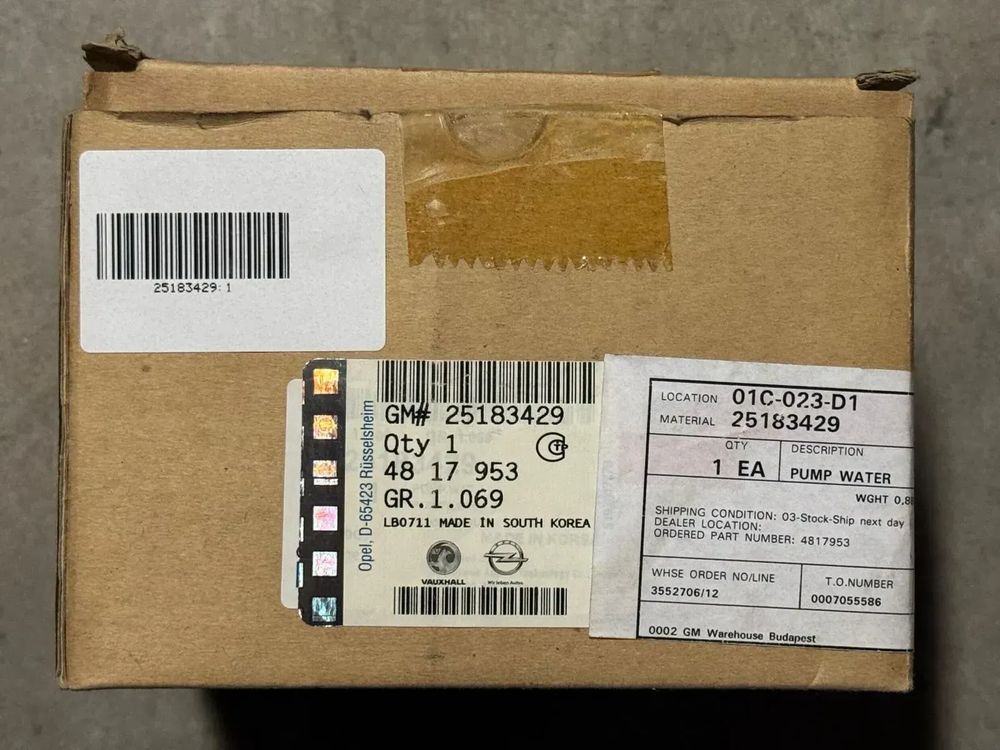 25183429:1
Opel, D-65423 Rüsselsheim
GM# 25183429
Qty 1
48 17 953
GR.1.069
LB0711 MADE IN SOUTH KOREA
VAUXHALL
Wir leben Autos.
LOCATION 01C-023-D1
MATERIAL 25183429
QTY
1 EA
DESCRIPTION
PUMP WATER
WGHT 0.8
SHIPPING CONDITION: 03-Stock-Ship next day
DEALER LOCATION:
ORDERED PART NUMBER: 4817953
WHSE ORDER NO/LINE
3552706/12
T.O.NUMBER
0007055586
0002 GM Warehouse Budapest